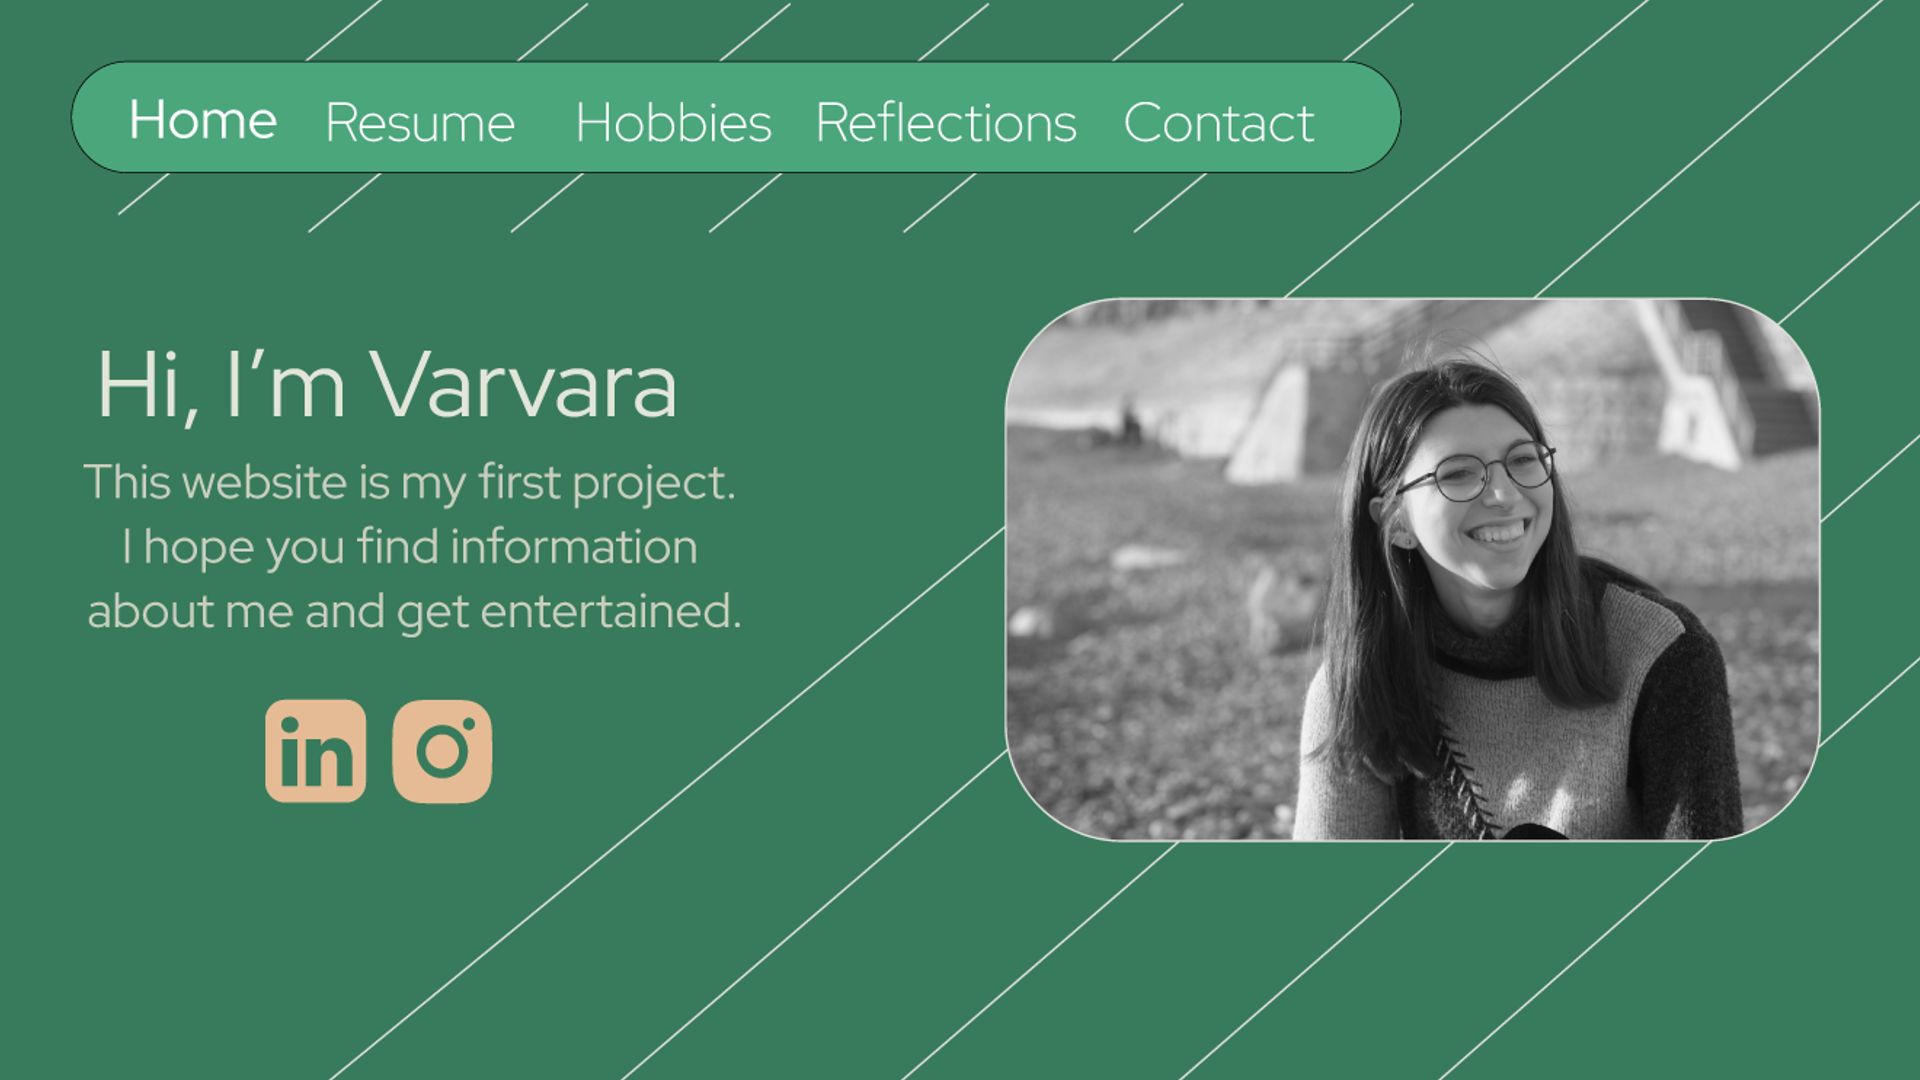 Home Resume Hobbies Reflections Contact
Hi, I’m Varvara
This website is my first project.
I hope you find information
about me and get entertained.
in